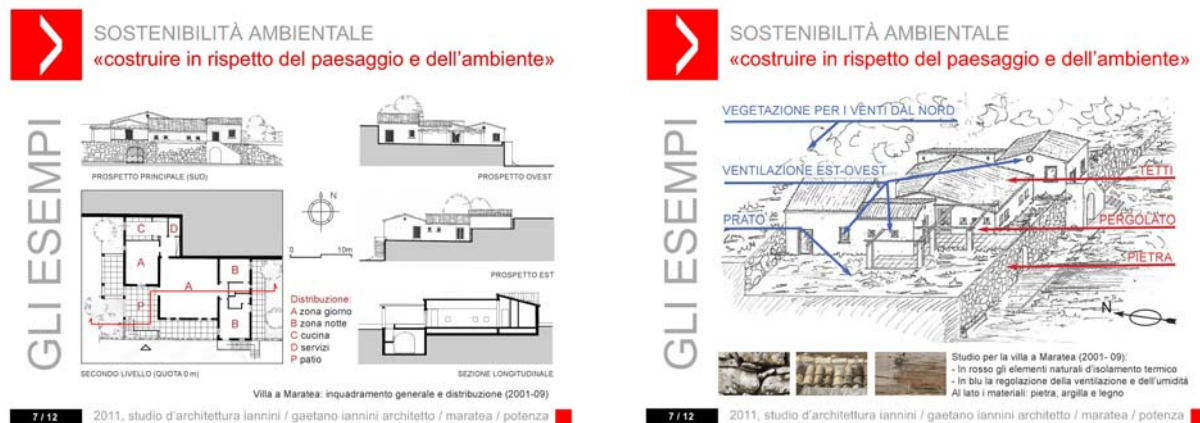 SOSTENIBILITÀ AMBIENTALE
«costruire in rispetto del paesaggio e dell'ambiente»
GLI ESEMPI
PROSPETTO PRINCIPALE (SUD)
PROSPETTO OVEST
N
0 10m
PROSPETTO EST
C
D
A
A
B
P
B
Distribuzione:
A zona giorno
B zona notte
C cucina
D servizi
P patio
SECONDO LIVELLO (QUOTA 0 m)
SEZIONE LONGITUDINALE
Villa a Maratea: inquadramento generale e distribuzione (2001-09)
7 / 12
2011, studio d'architettura iannini / gaetano iannini architetto / maratea / potenza
SOSTENIBILITÀ AMBIENTALE
«costruire in rispetto del paesaggio e dell'ambiente»
GLI ESEMPI
VEGETAZIONE PER I VENTI DAL NORD
VENTILAZIONE EST-OVEST
TETTI
PRATO
PERGOLATO
PIETRA
N
Studio per la villa a Maratea (2001- 09):
- In rosso gli elementi naturali d'isolamento termico
- In blu la regolazione della ventilazione e dell'umidità
Al lato i materiali: pietra, argilla e legno
7 / 12
2011, studio d'architettura iannini / gaetano iannini architetto / maratea / potenza